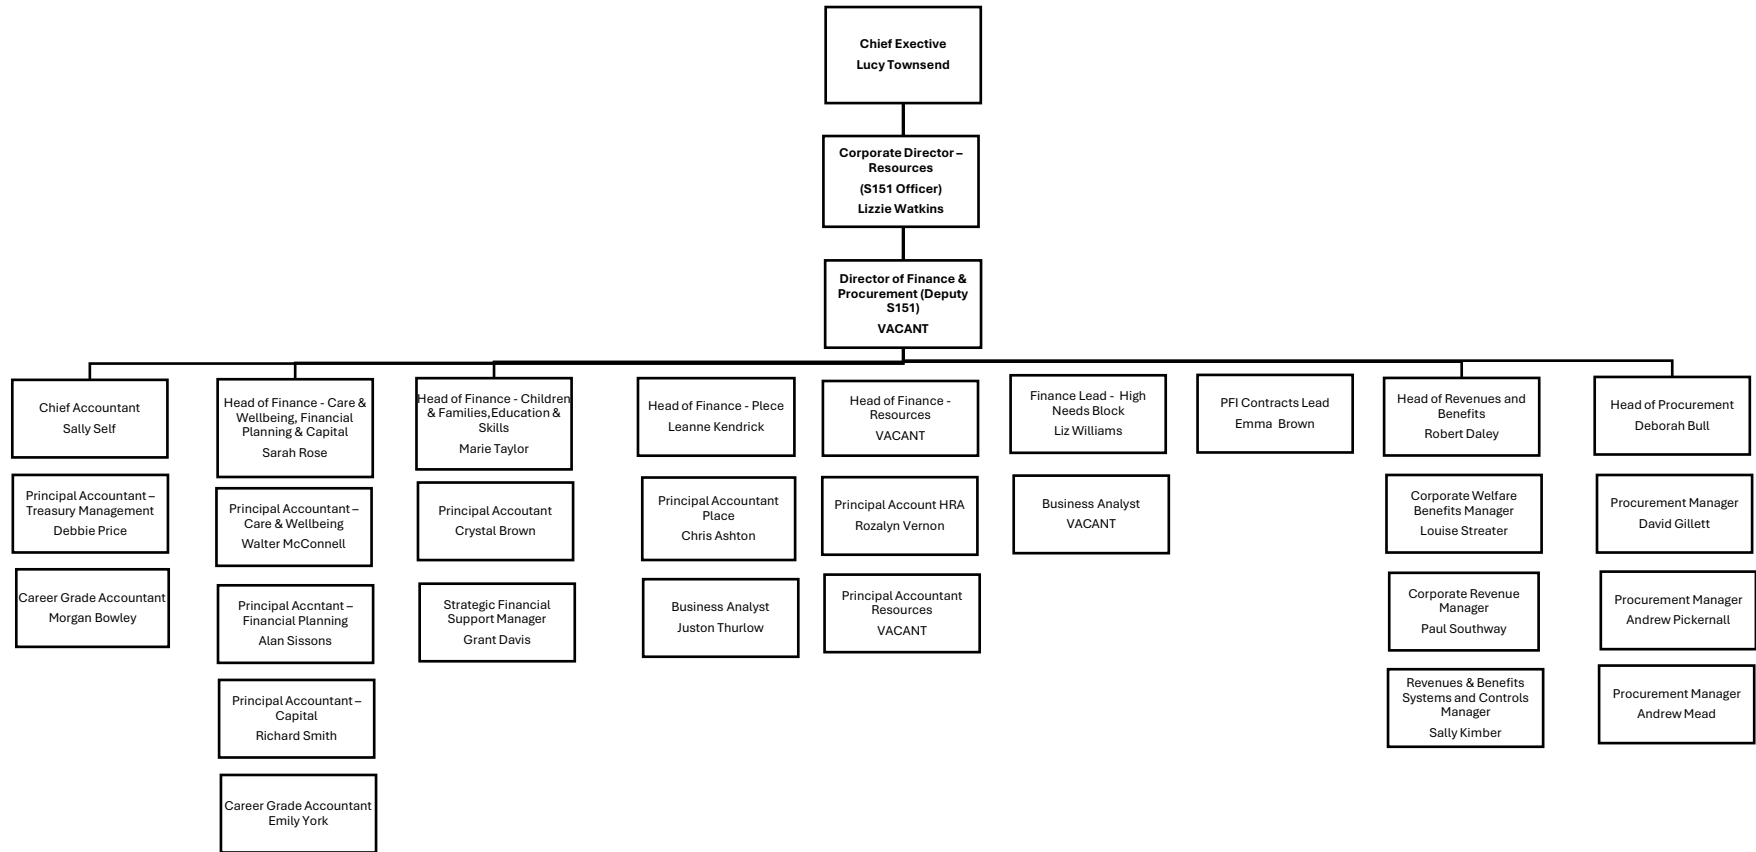 Chief Exective
Lucy Townsend
Corporate Director –
Resources
(S151 Officer)
Lizzie Watkins
Director of Finance &
Procurement (Deputy
S151)
VACANT
Chief Accountant
Sally Self
Principal Accountant –
Treasury Management
Debbie Price
Career Grade Accountant
Morgan Bowley
Head of Finance - Care &
Wellbeing, Financial
Planning & Capital
Sarah Rose
Principal Accountant –
Care & Wellbeing
Walter McConnell
Principal Accntant –
Financial Planning
Alan Sissons
Principal Accountant –
Capital
Richard Smith
Career Grade Accountant
Emily York
Head of Finance - Children
& Families,Education &
Skills
Marie Taylor
Principal Accoutant
Crystal Brown
Strategic Financial
Support Manager
Grant Davis
Head of Finance - Plece
Leanne Kendrick
Principal Accountant
Place
Chris Ashton
Business Analyst
Juston Thurlow
Head of Finance -
Resources
VACANT
Principal Account HRA
Rozalyn Vernon
Principal Accountant
Resources
VACANT
Finance Lead - High
Needs Block
Liz Williams
Business Analyst
VACANT
PFI Contracts Lead
Emma Brown
Head of Revenues and
Benefits
Robert Daley
Corporate Welfare
Benefits Manager
Louise Streater
Corporate Revenue
Manager
Paul Southway
Revenues & Benefits
Systems and Controls
Manager
Sally Kimber
Head of Procurement
Deborah Bull
Procurement Manager
David Gillett
Procurement Manager
Andrew Pickernall
Procurement Manager
Andrew Mead